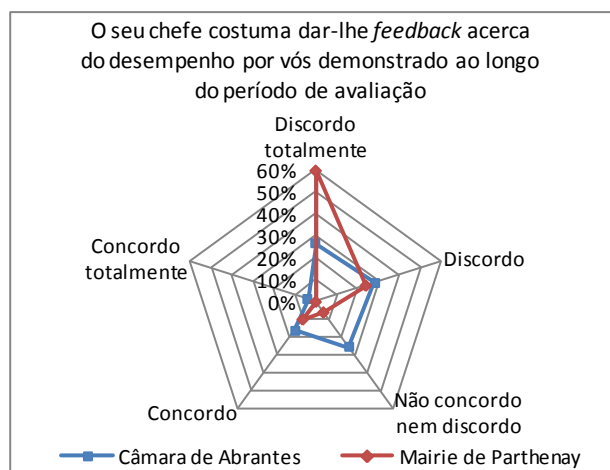 O seu chefe costuma dar-lhe feedback acerca
do desempenho por vós demonstrado ao longo
do período de avaliação
Discordo
totalmente
60%
50%
40%
30%
20%
10%
0%
Concordo
totalmente
Discordo
Concordo
Não concordo
nem discordo
Câmara de Abrantes
Mairie de Parthenay